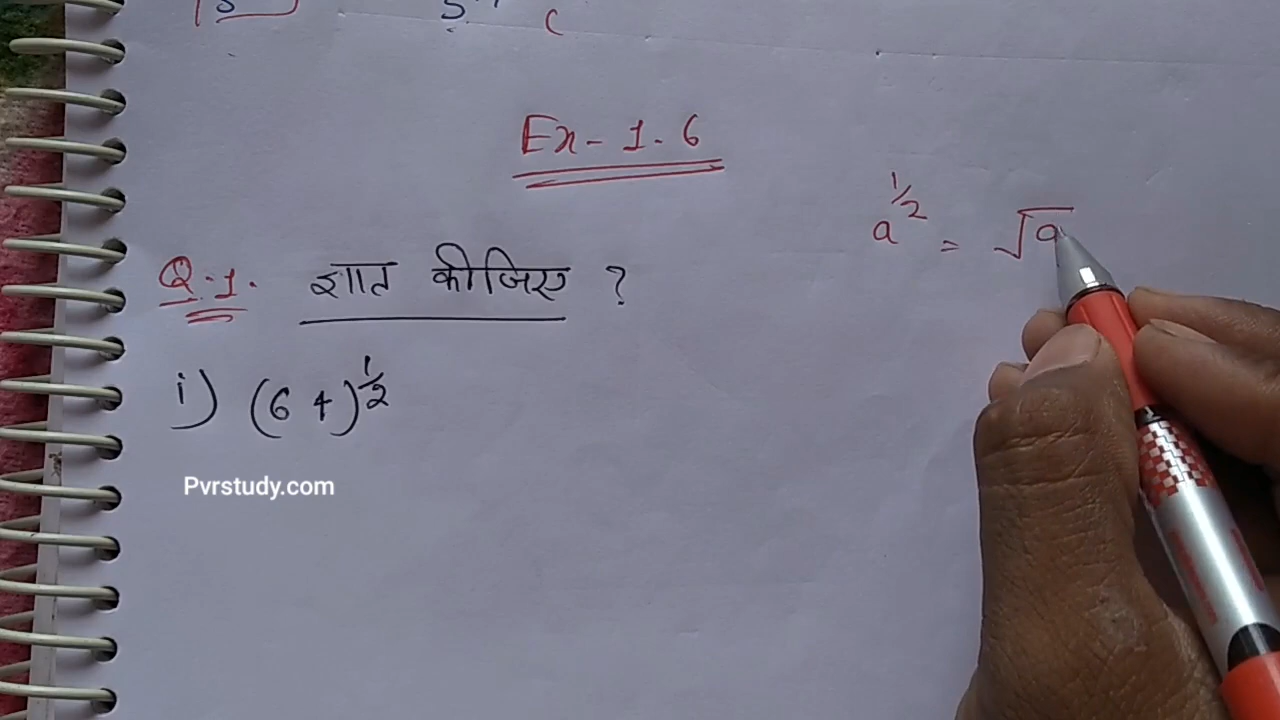 Ex - 1.6
a^1/2 = √a
Q.1. ज्ञात कीजिए ?
i) (64)^1/2
Pvrstudy.com